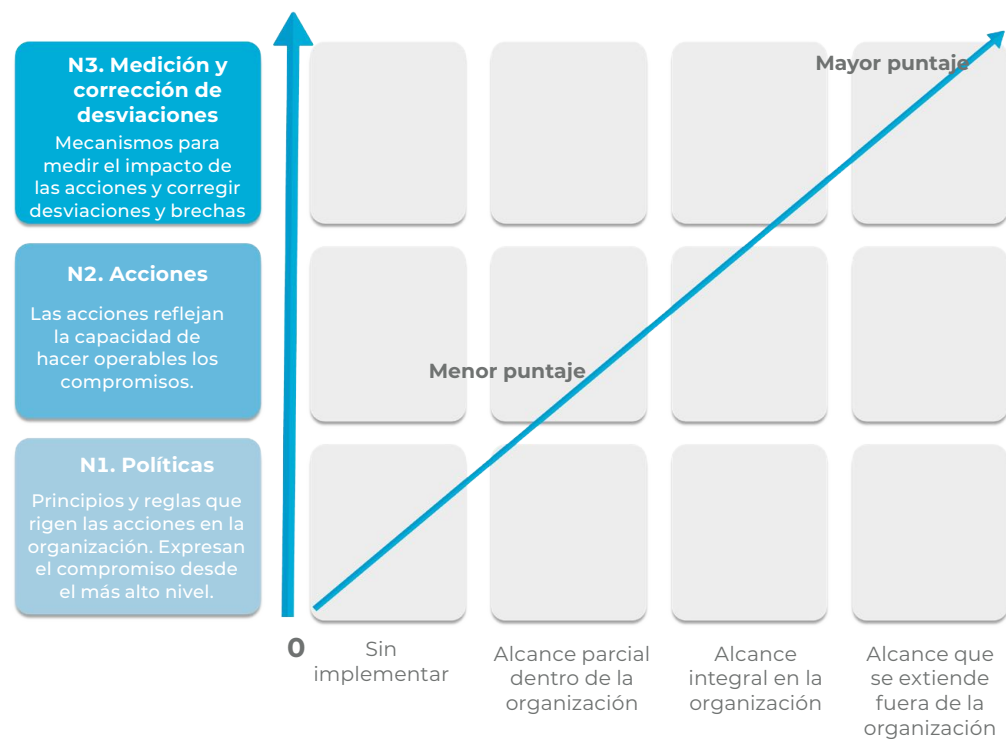 N3. Medición y
corrección de
desviaciones
Mecanismos para
medir el impacto de
las acciones y corregir
desviaciones y brechas
Mayor puntaje
N2. Acciones
Las acciones reflejan
la capacidad de
hacer operables los
compromisos.
Menor puntaje
N1. Políticas
Principios y reglas que
rigen las acciones en la
organización. Expresan
el compromiso desde
el más alto nivel.
0
Sin
implementar
Alcance parcial
dentro de la
organización
Alcance
integral en la
organización
Alcance que
se extiende
fuera de la
organización